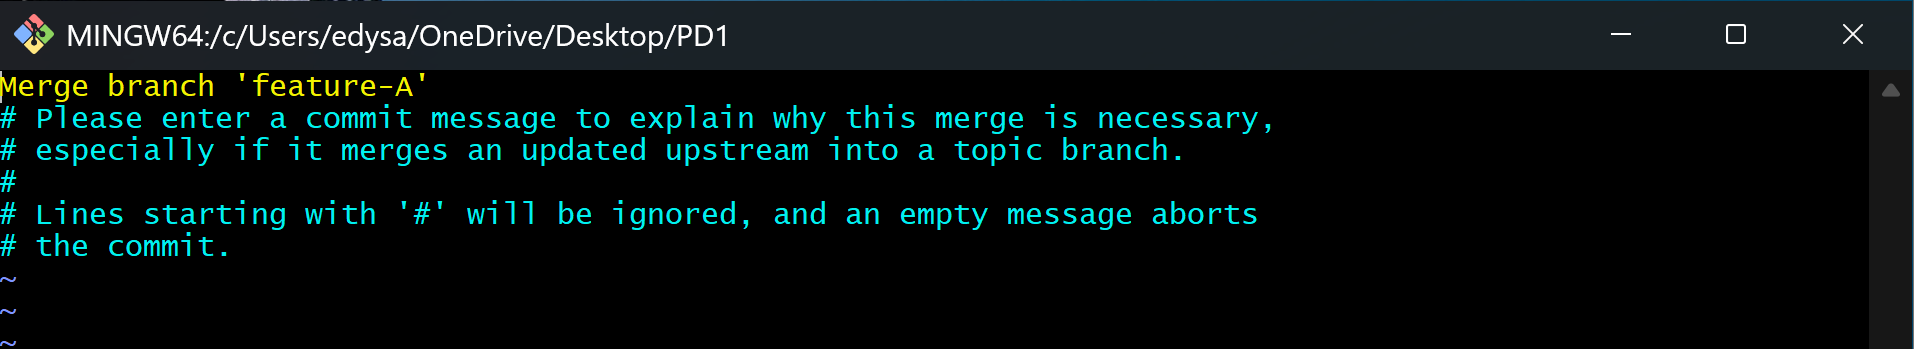 MINGW64:/c/Users/edysa/OneDrive/Desktop/PD1
Merge branch 'feature-A'
# Please enter a commit message to explain why this merge is necessary,
# especially if it merges an updated upstream into a topic branch.
#
# Lines starting with '#' will be ignored, and an empty message aborts
# the commit.
~
~
~